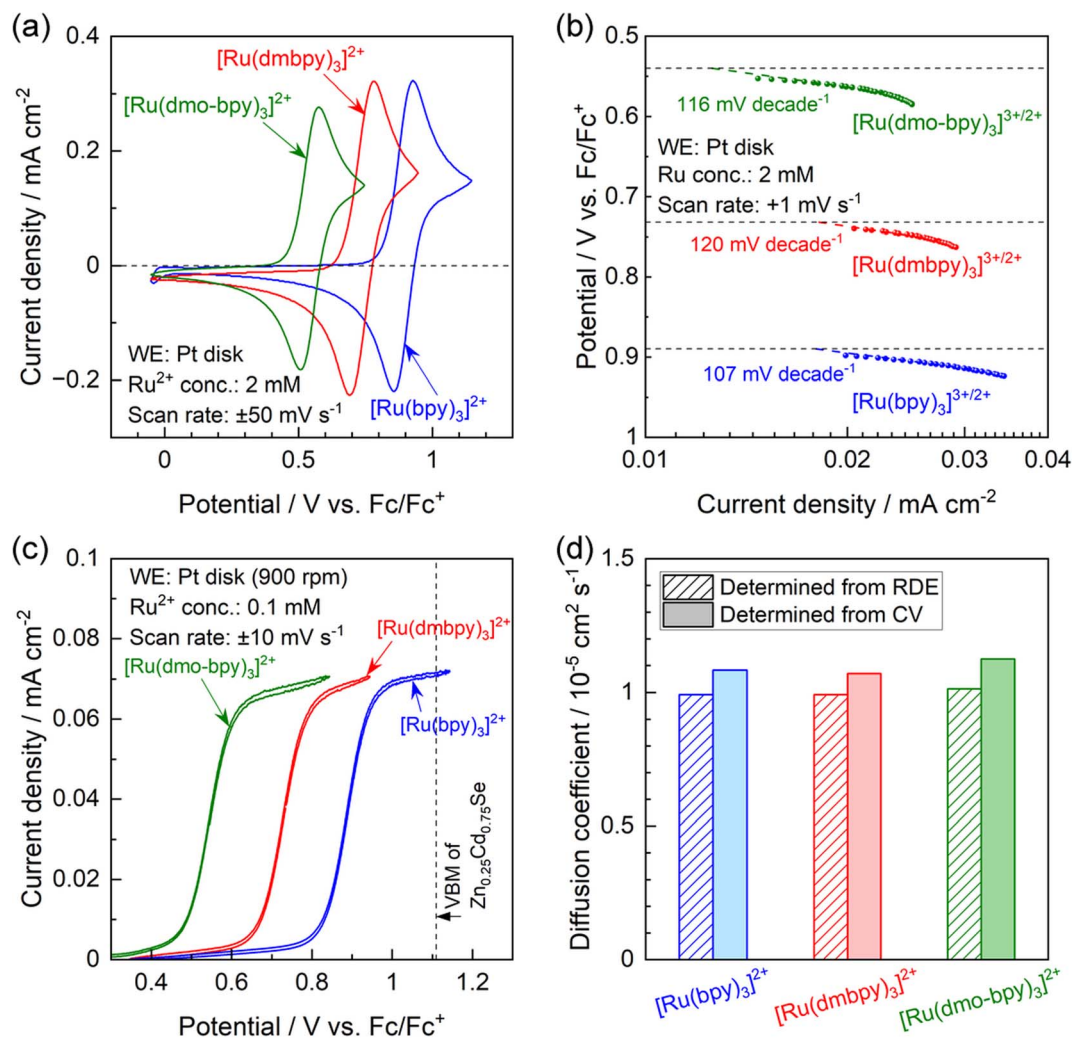 (a)
0.4
0.2
0
−0.2
Current density / mA cm⁻²
[Ru(dmbpy)₃]²⁺
[Ru(dmo-bpy)₃]²⁺
WE: Pt disk
Ru²⁺ conc.: 2 mM
Scan rate: ±50 mV s⁻¹
[Ru(bpy)₃]²⁺
0 0.5 1
Potential / V vs. Fc/Fc⁺
(b)
0.5
0.6
0.7
0.8
0.9
1
Potential / V vs. Fc/Fc⁺
116 mV decade⁻¹
[Ru(dmo-bpy)₃]³⁺/²⁺
WE: Pt disk
Ru conc.: 2 mM
Scan rate: +1 mV s⁻¹
120 mV decade⁻¹
[Ru(dmbpy)₃]³⁺/²⁺
107 mV decade⁻¹
[Ru(bpy)₃]³⁺/²⁺
0.01 0.02 0.03 0.04
Current density / mA cm⁻²
(c)
0.1
0.08
0.06
0.04
0.02
0
Current density / mA cm⁻²
WE: Pt disk (900 rpm)
Ru²⁺ conc.: 0.1 mM
Scan rate: ±10 mV s⁻¹
[Ru(dmbpy)₃]²⁺
[Ru(dmo-bpy)₃]²⁺
[Ru(bpy)₃]²⁺
VBM of
Zn₀.₂₅Cd₀.₇₅Se
0.4 0.6 0.8 1 1.2
Potential / V vs. Fc/Fc⁺
(d)
1.5
1
0.5
0
Diffusion coefficient / 10⁻⁵ cm² s⁻¹
Determined from RDE
Determined from CV
[Ru(bpy)₃]²⁺
[Ru(dmbpy)₃]²⁺
[Ru(dmo-bpy)₃]²⁺